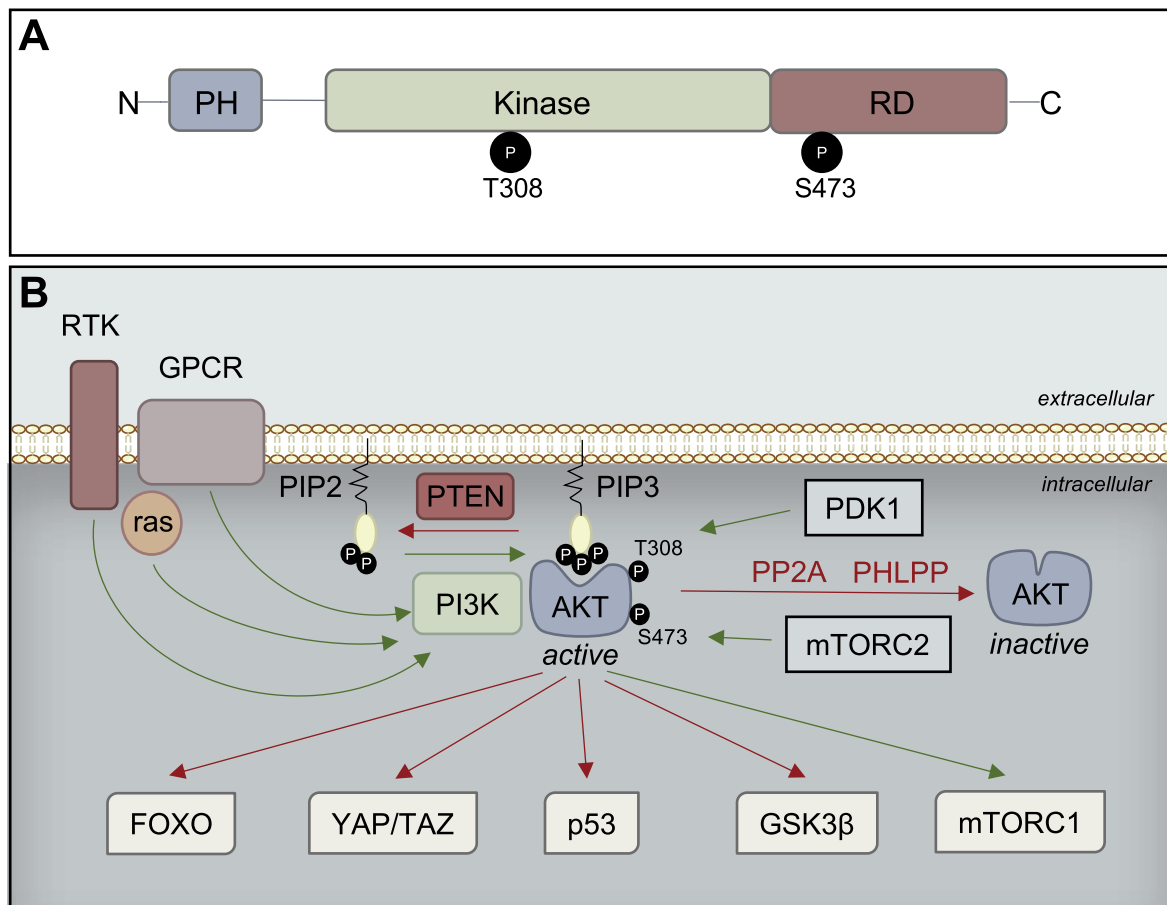 A
N PH Kinase RD C
P P
T308 S473
B
RTK
GPCR
extracellular
intracellular
PIP2 PTEN PIP3 PDK1
ras
P P P P P
T308
P
PP2A PHLPP
PI3K AKT AKT
P
S473
mTORC2
active inactive
FOXO YAP/TAZ p53 GSK3β mTORC1